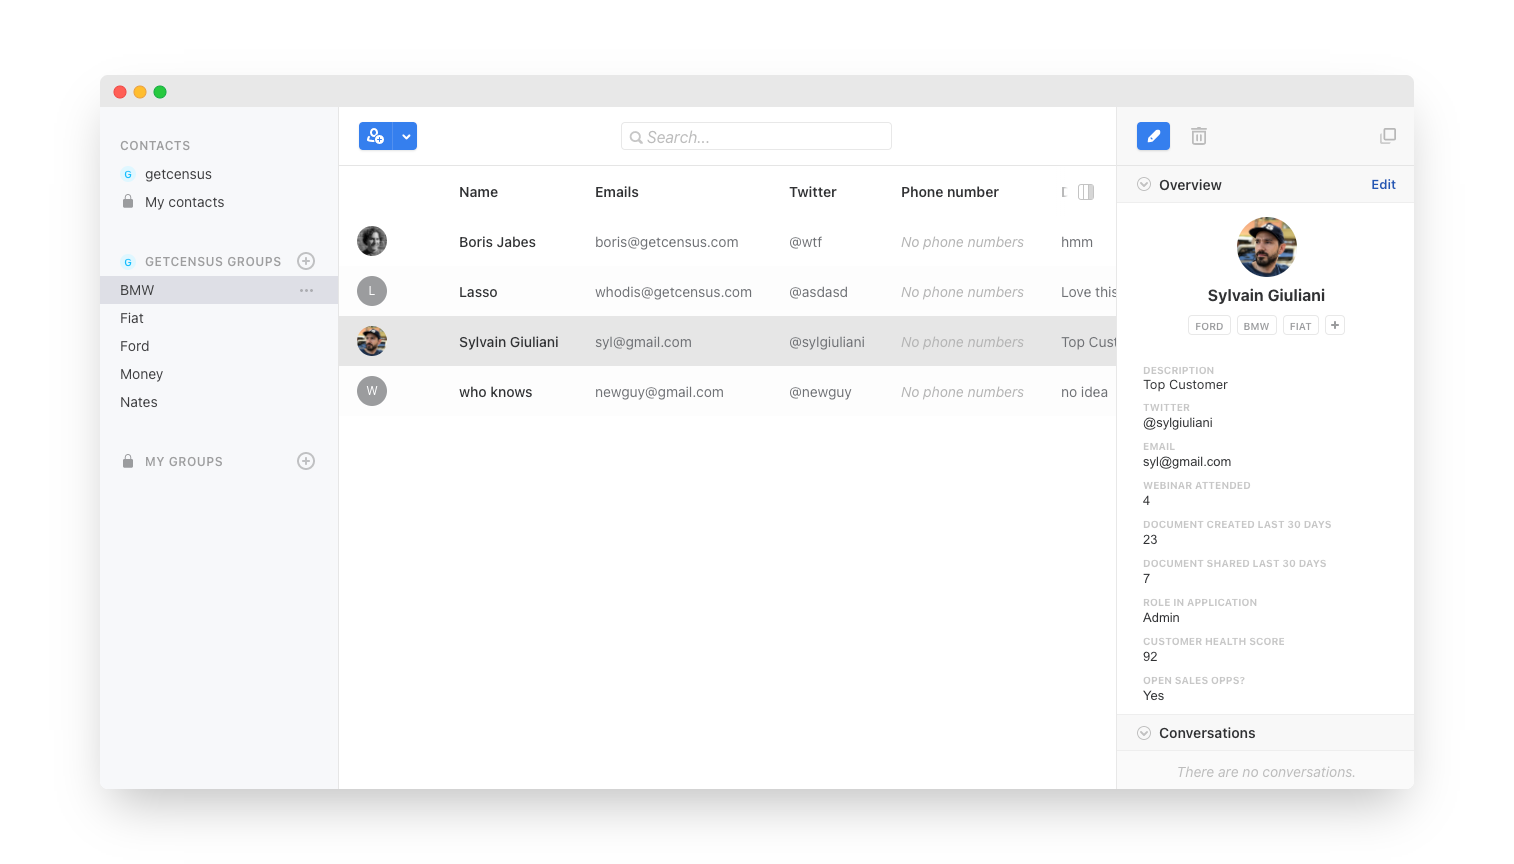 CONTACTS
G getcensus
My contacts
G GETCENSUS GROUPS
BMW
Fiat
Ford
Money
Nates
MY GROUPS
Search...
Name Emails Twitter Phone number
Boris Jabes boris@getcensus.com @wtf No phone numbers hmm
L Lasso whodis@getcensus.com @asdasd No phone numbers Love this
Sylvain Giuliani syl@gmail.com @sylgiuliani No phone numbers Top Cust
W who knows newguy@gmail.com @newguy No phone numbers no idea
Overview Edit
Sylvain Giuliani
FORD BMW FIAT +
DESCRIPTION
Top Customer
TWITTER
@sylgiuliani
EMAIL
syl@gmail.com
WEBINAR ATTENDED
4
DOCUMENT CREATED LAST 30 DAYS
23
DOCUMENT SHARED LAST 30 DAYS
7
ROLE IN APPLICATION
Admin
CUSTOMER HEALTH SCORE
92
OPEN SALES OPPS?
Yes
Conversations
There are no conversations.